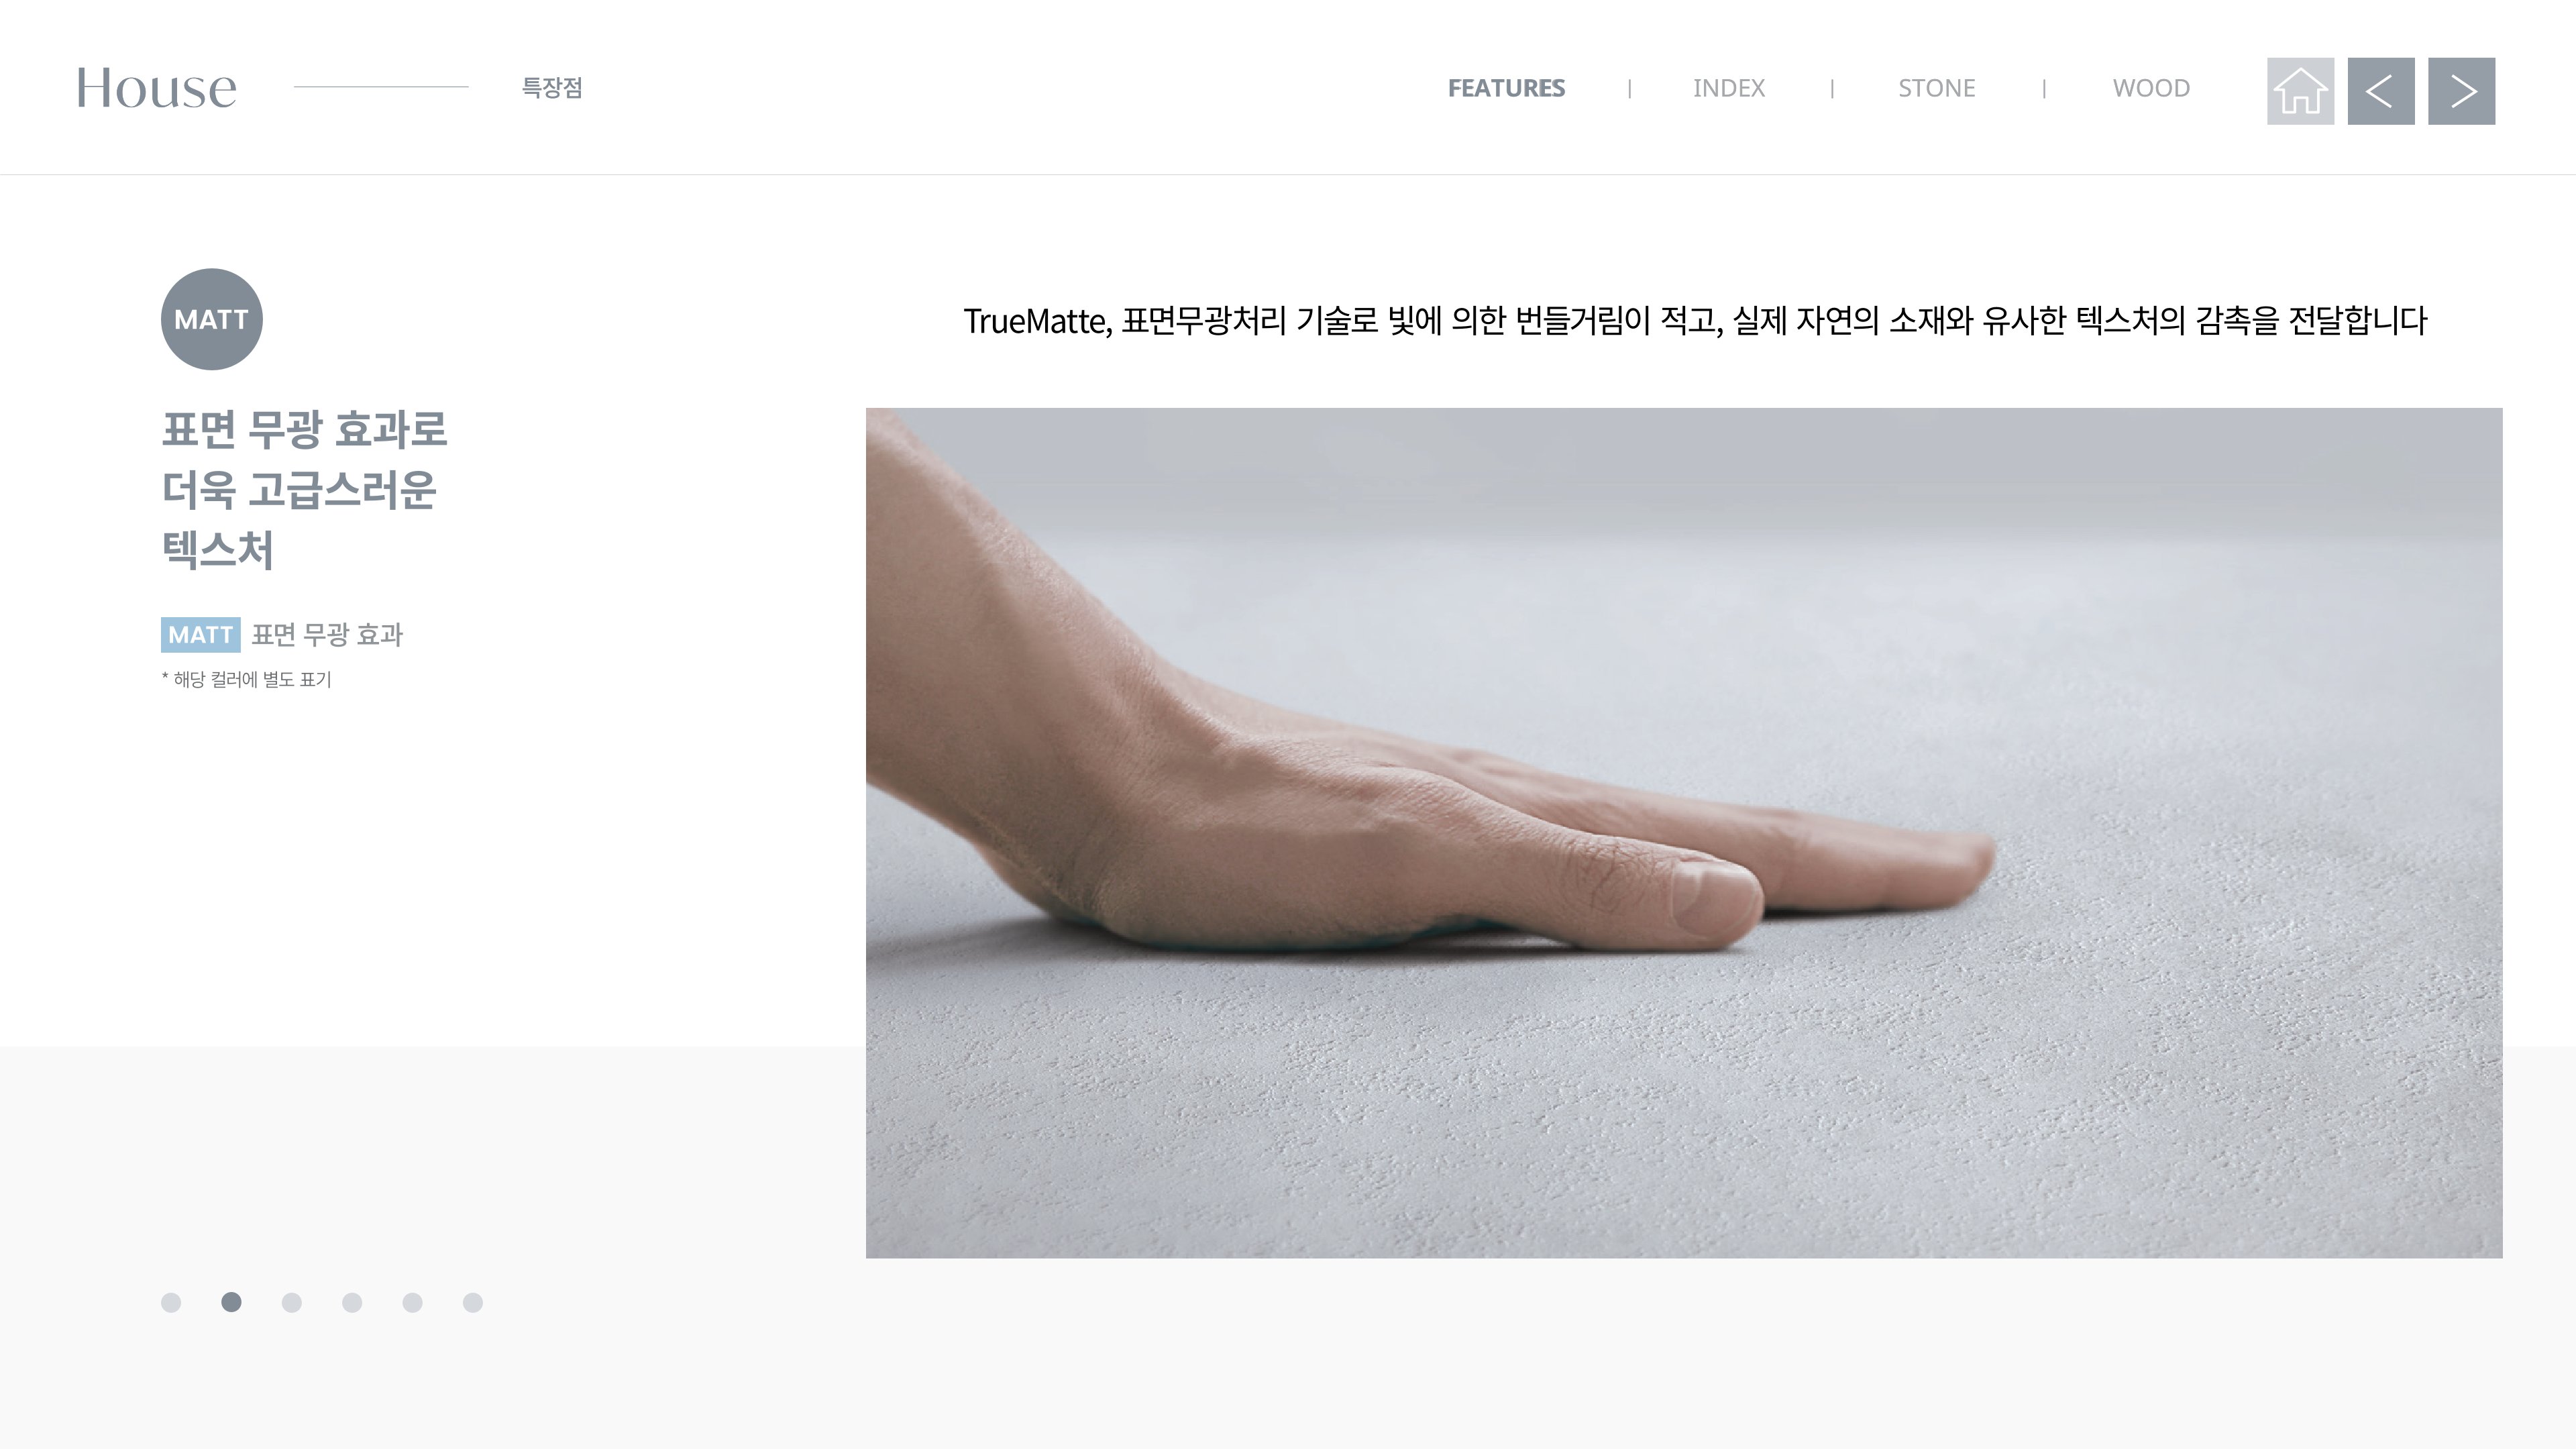 House
특장점
FEATURES | INDEX | STONE | WOOD
MATT
표면 무광 효과로
더욱 고급스러운
텍스처
MATT 표면 무광 효과
* 해당 컬러에 별도 표기
TrueMatte, 표면무광처리 기술로 빛에 의한 번들거림이 적고, 실제 자연의 소재와 유사한 텍스처의 감촉을 전달합니다